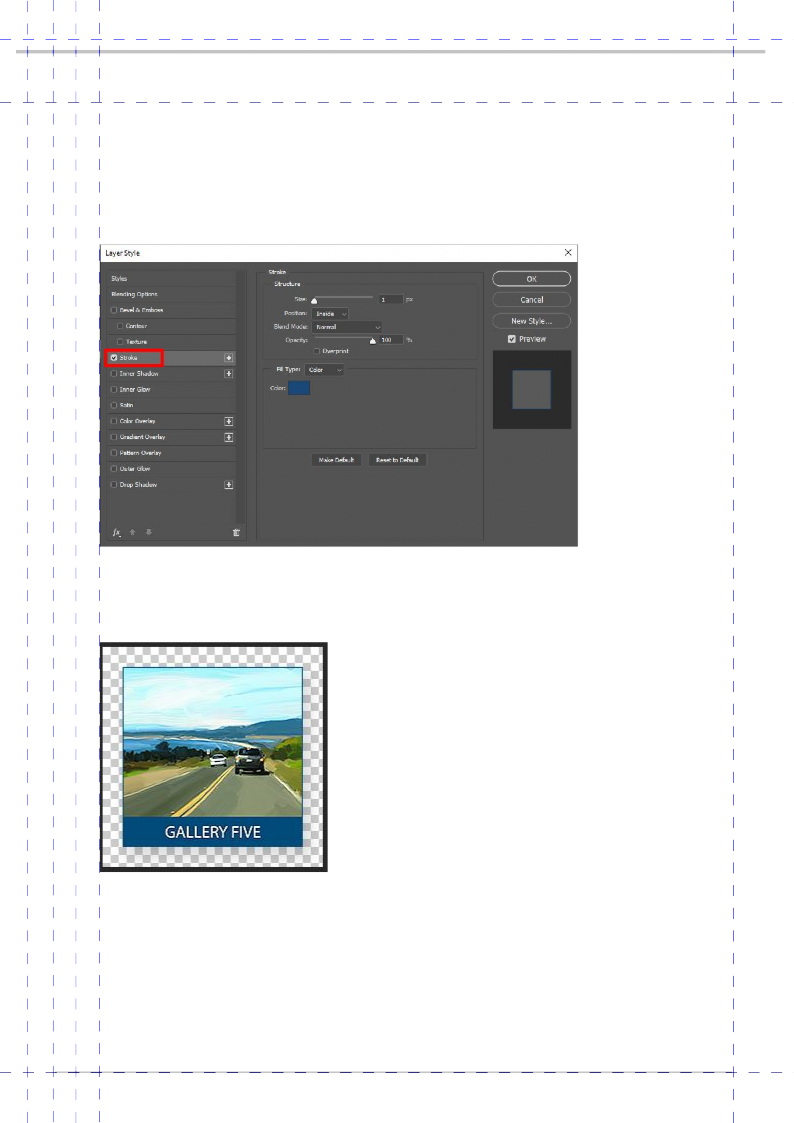 Layer Style
Styles
Blending Options
Bevel & Emboss
Contour
Texture
Stroke
Inner Shadow
Inner Glow
Satin
Color Overlay
Gradient Overlay
Pattern Overlay
Outer Glow
Drop Shadow
fx
Stroke
Structure
Size: 1 px
Position: Inside
Blend Mode: Normal
Opacity: 100 %
Overprint
Fill Type: Color
Color:
Make Default Reset to Default
OK
Cancel
New Style...
Preview
GALLERY FIVE